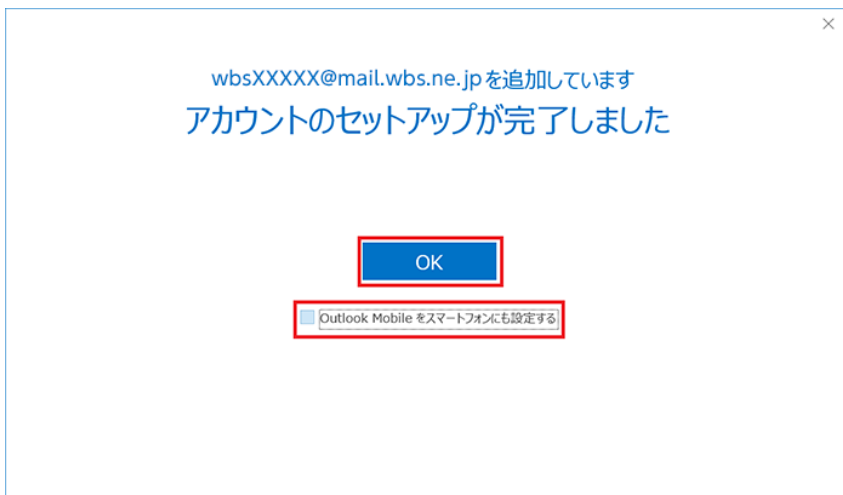 wbsXXXXX@mail.wbs.ne.jpを追加しています
アカウントのセットアップが完了しました
OK
Outlook Mobile をスマートフォンにも設定する